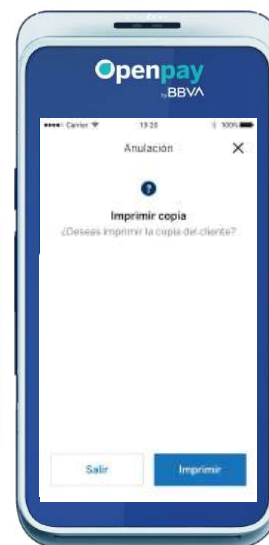 Openpay
by BBVA
Carrier 13:20 100%
Anulación
Imprimir copia
¿Deseas imprimir la copia del cliente?
Salir Imprimir